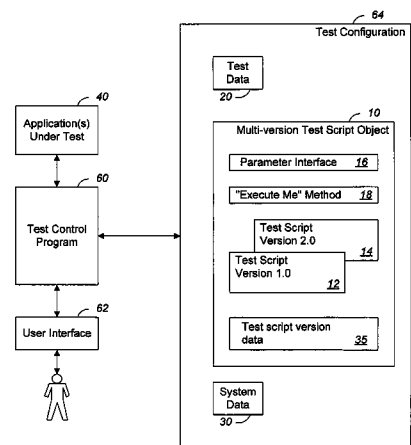 64
Test Configuration
Test
Data
20
40
Application(s)
Under Test
10
Multi-version Test Script Object
Parameter Interface 16
"Execute Me" Method 18
60
Test Control
Program
Test Script
Version 2.0
14
Test Script
Version 1.0
12
62
User Interface
Test script version
data 35
System
Data
30